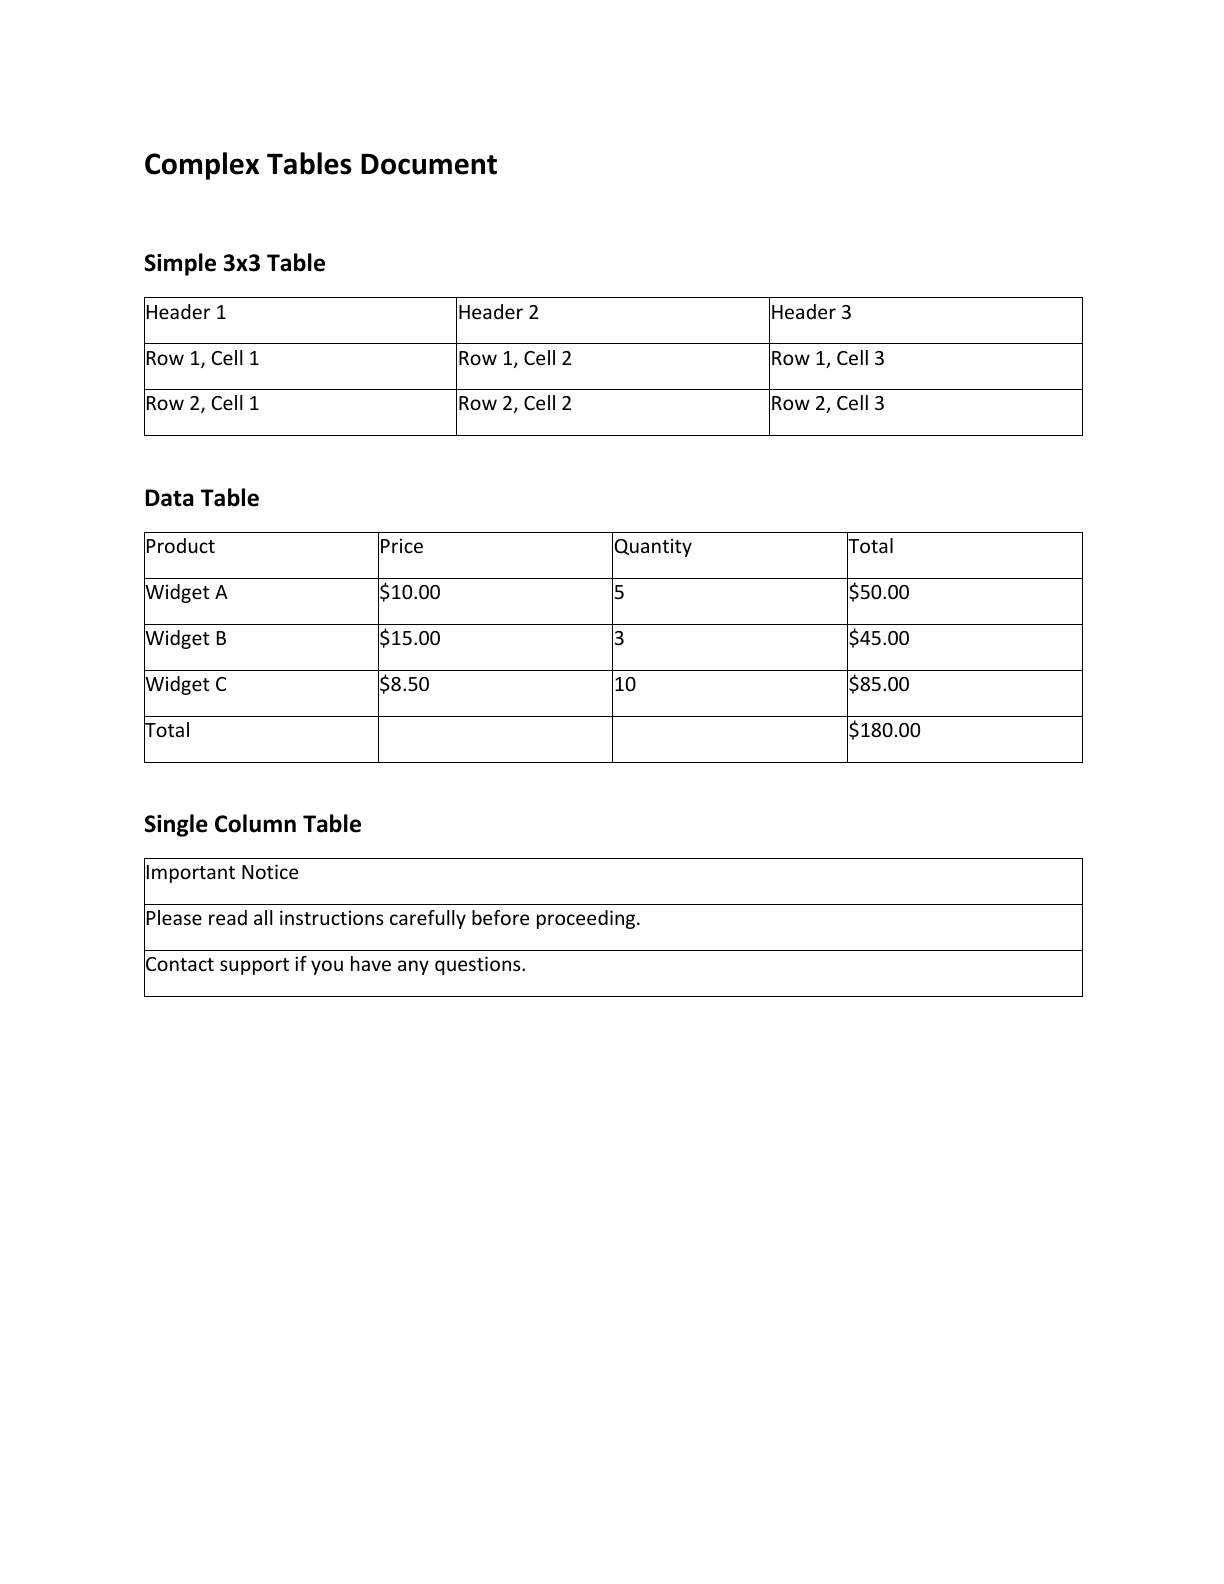 Complex Tables Document
Simple 3x3 Table
Header 1 Header 2 Header 3
Row 1, Cell 1 Row 1, Cell 2 Row 1, Cell 3
Row 2, Cell 1 Row 2, Cell 2 Row 2, Cell 3
Data Table
Product Price Quantity Total
Widget A $10.00 5 $50.00
Widget B $15.00 3 $45.00
Widget C $8.50 10 $85.00
Total $180.00
Single Column Table
Important Notice
Please read all instructions carefully before proceeding.
Contact support if you have any questions.